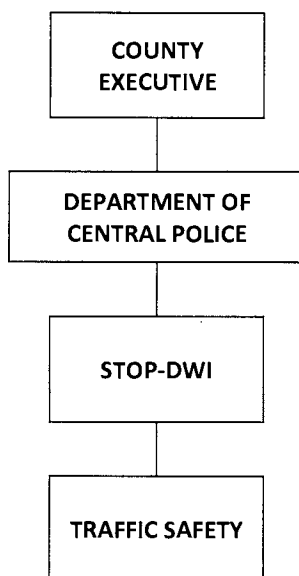 COUNTY
EXECUTIVE
DEPARTMENT OF
CENTRAL POLICE
STOP-DWI
TRAFFIC SAFETY